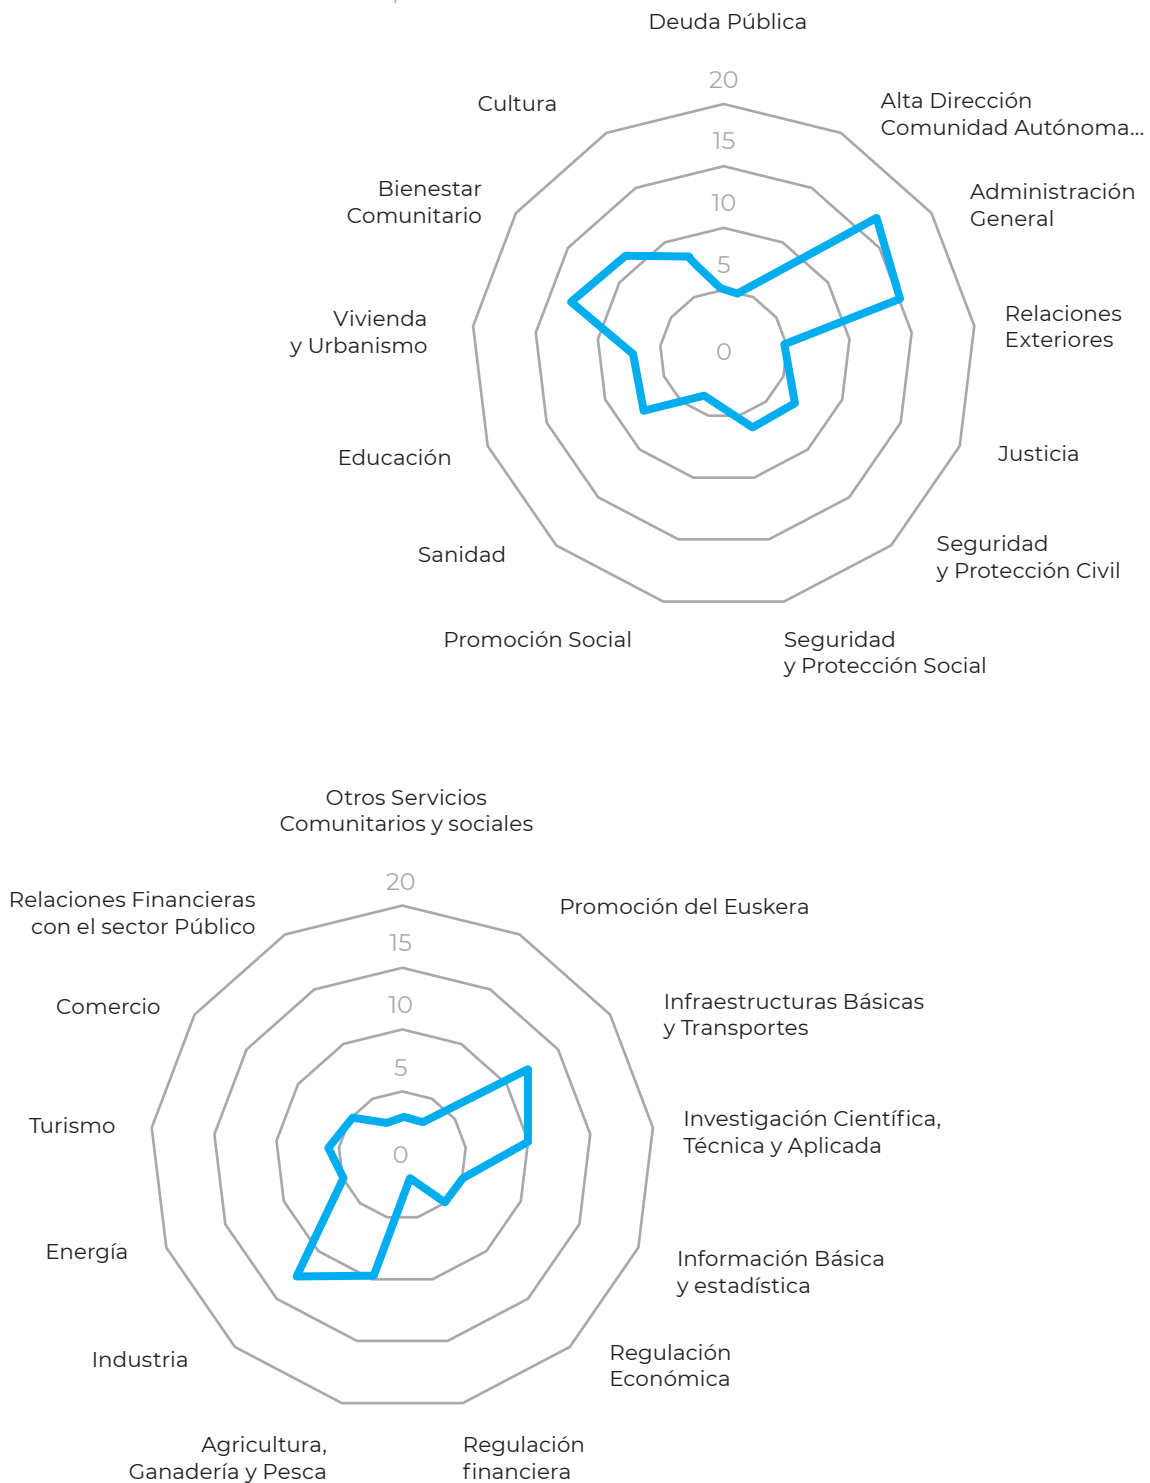 Deuda Pública
20
Cultura
Alta Dirección
Comunidad Autónoma...
15
Bienestar
Comunitario
Administración
General
10
5
Vivienda
y Urbanismo
Relaciones
Exteriores
0
Educación
Justicia
Sanidad
Seguridad
y Protección Civil
Promoción Social
Seguridad
y Protección Social
Otros Servicios
Comunitarios y sociales
20
Relaciones Financieras
con el sector Público
Promoción del Euskera
15
Comercio
Infraestructuras Básicas
y Transportes
10
5
Turismo
Investigación Científica,
Técnica y Aplicada
0
Energía
Información Básica
y estadística
Industria
Regulación
Económica
Agricultura,
Ganadería y Pesca
Regulación
financiera